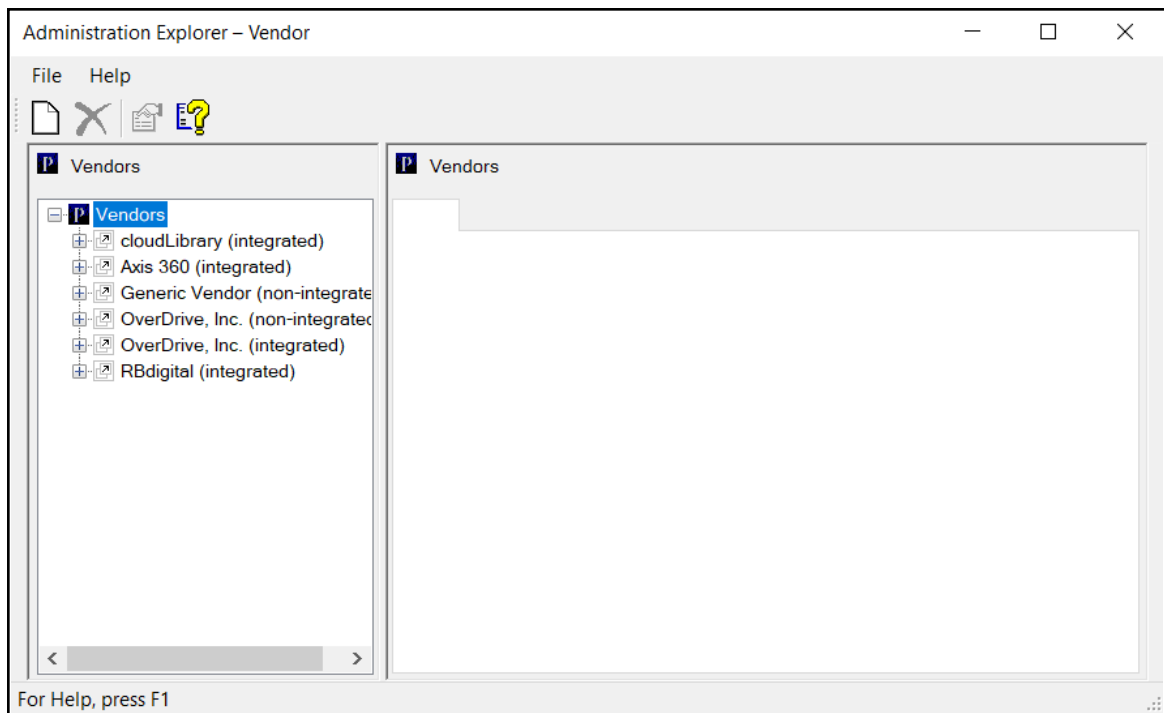 Administration Explorer – Vendor
File Help
P Vendors
P Vendors
P Vendors
cloudLibrary (integrated)
Axis 360 (integrated)
Generic Vendor (non-integrate
OverDrive, Inc. (non-integrated
OverDrive, Inc. (integrated)
RBdigital (integrated)
For Help, press F1